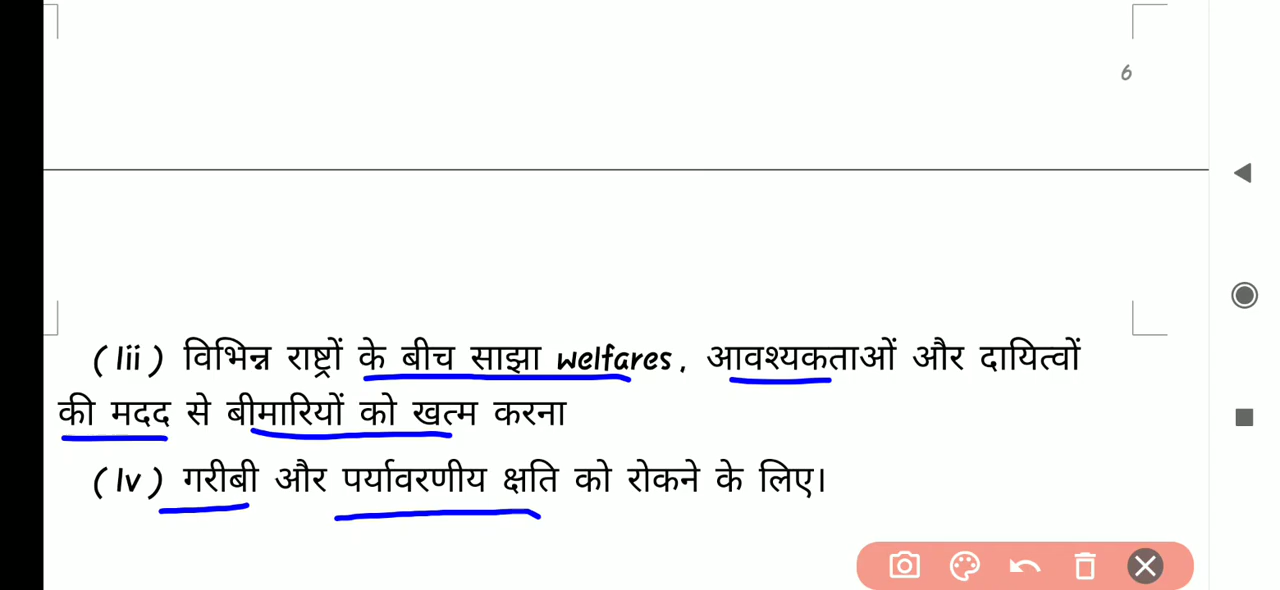 6
(iii) विभिन्न राष्ट्रों के बीच साझा welfares, आवश्यकताओं और दायित्वों
की मदद से बीमारियों को खत्म करना
(iv) गरीबी और पर्यावरणीय क्षति को रोकने के लिए।